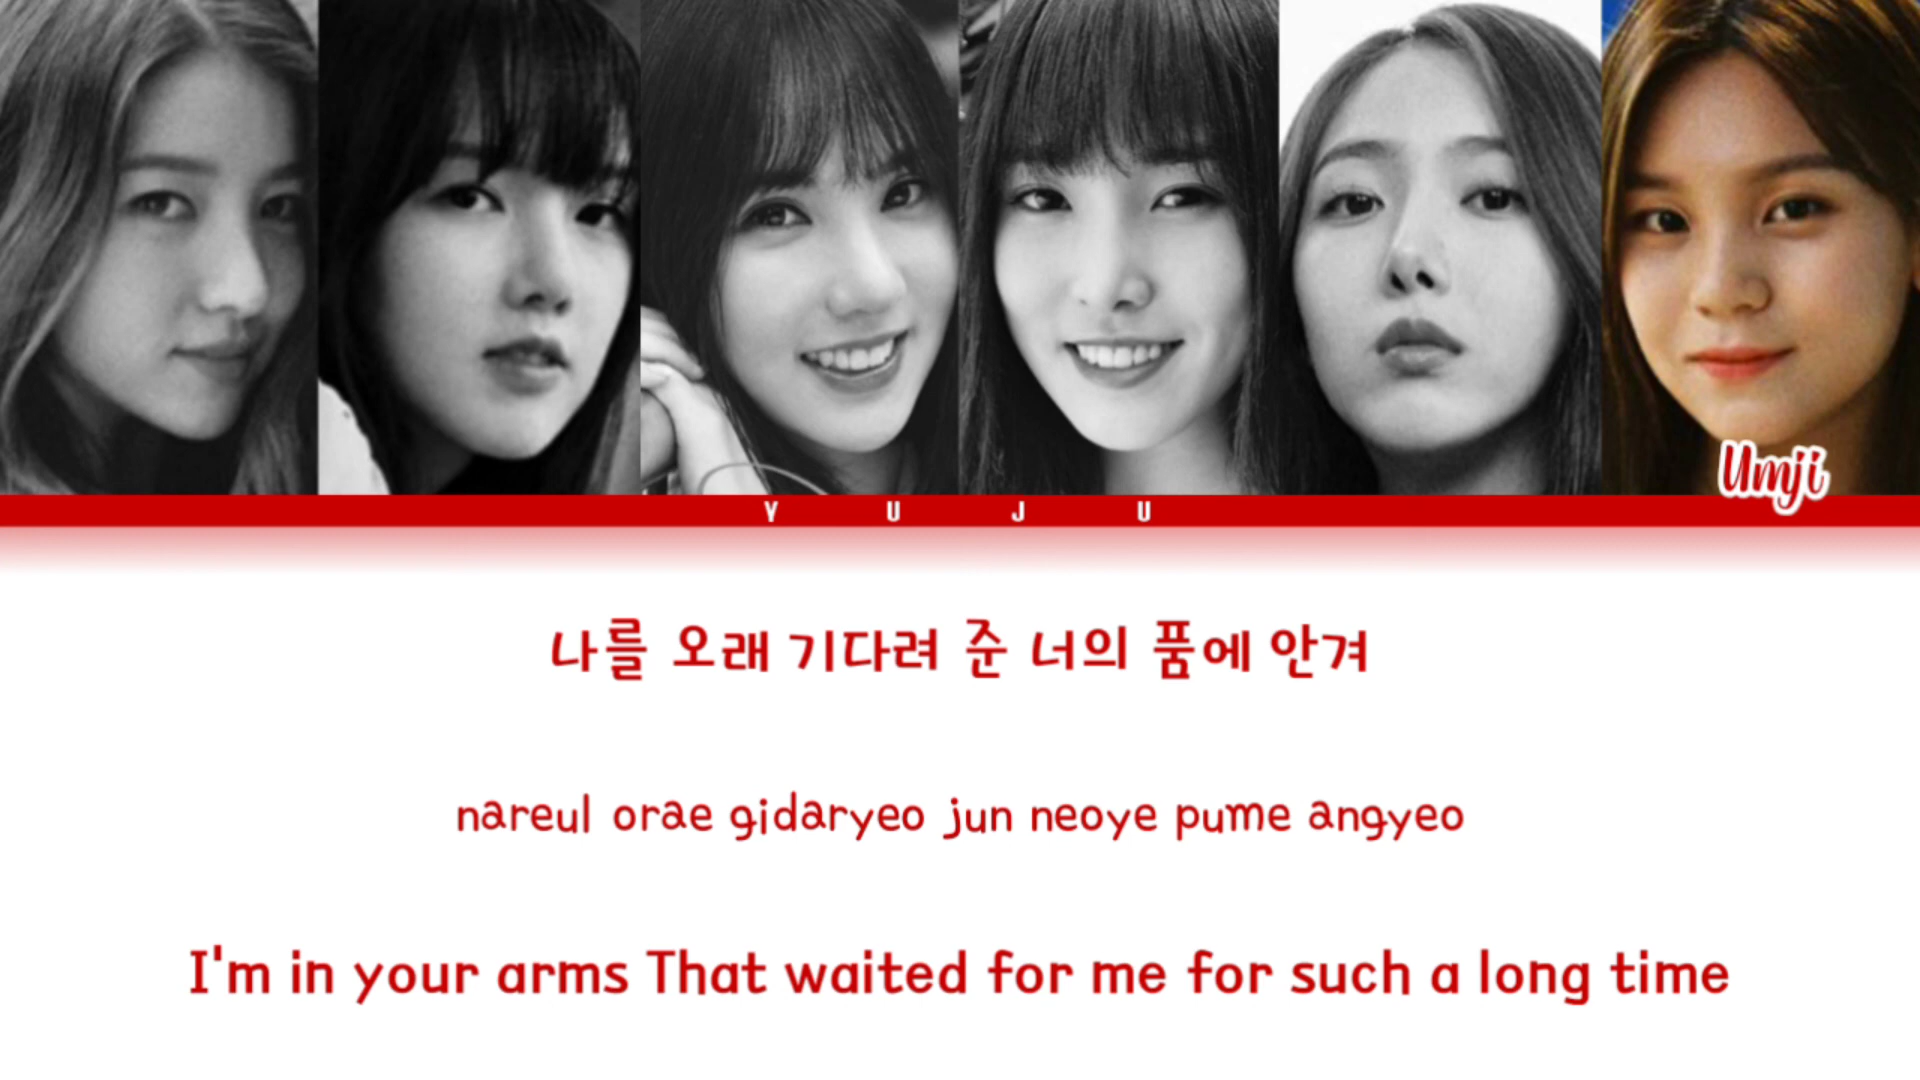 Umji
YUJU
나를 오래 기다려 준 너의 품에 안겨
nareul orae gidaryeo jun neoye pume angyeo
I'm in your arms That waited for me for such a long time